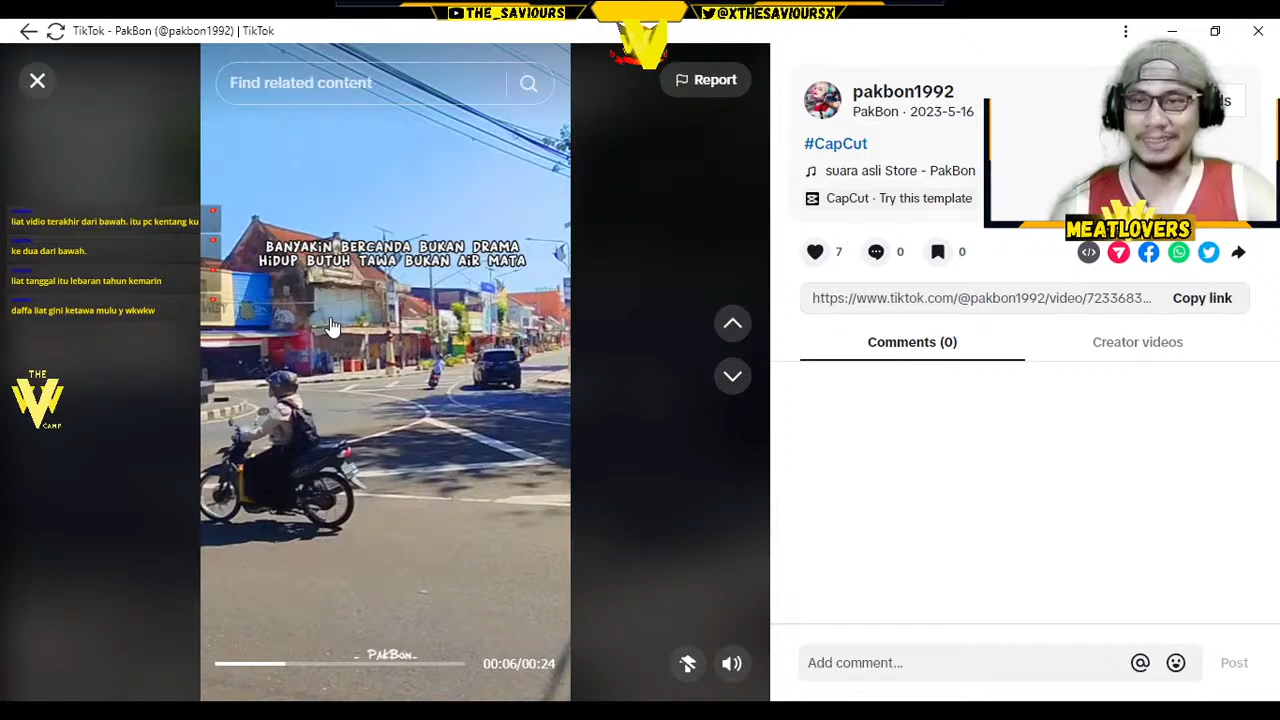 THE_SAVIOURS
@XTHESAVIOURSX
TikTok - PakBon (@pakbon1992) | TikTok
Find related content
Report
pakbon1992
PakBon · 2023-5-16
#CapCut
suara asli Store - PakBon
CapCut · Try this template
MEATLOVERS
7
0
0
https://www.tiktok.com/@pakbon1992/video/7233683...
Copy link
Comments (0)
Creator videos
liat vidio terakhir dari bawah. itu pc kentang ku
ke dua dari bawah.
liat tanggal itu lebaran tahun kemarin
daffa liat gini ketawa mulu y wkwkw
BANYAKiN BERCANDA BUKAN DRAMA
HiDUP BUTUH TAWA BUKAN AiR MATA
THE
W
CAMP
_ PAKBon_
00:06/00:24
Add comment...
Post